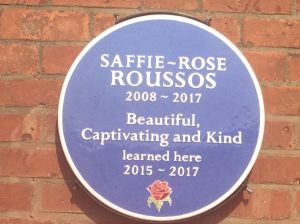 SAFFIE~ROSE
ROUSSOS
2008 ~ 2017
Beautiful,
Captivating and Kind
learned here
2015 ~ 2017